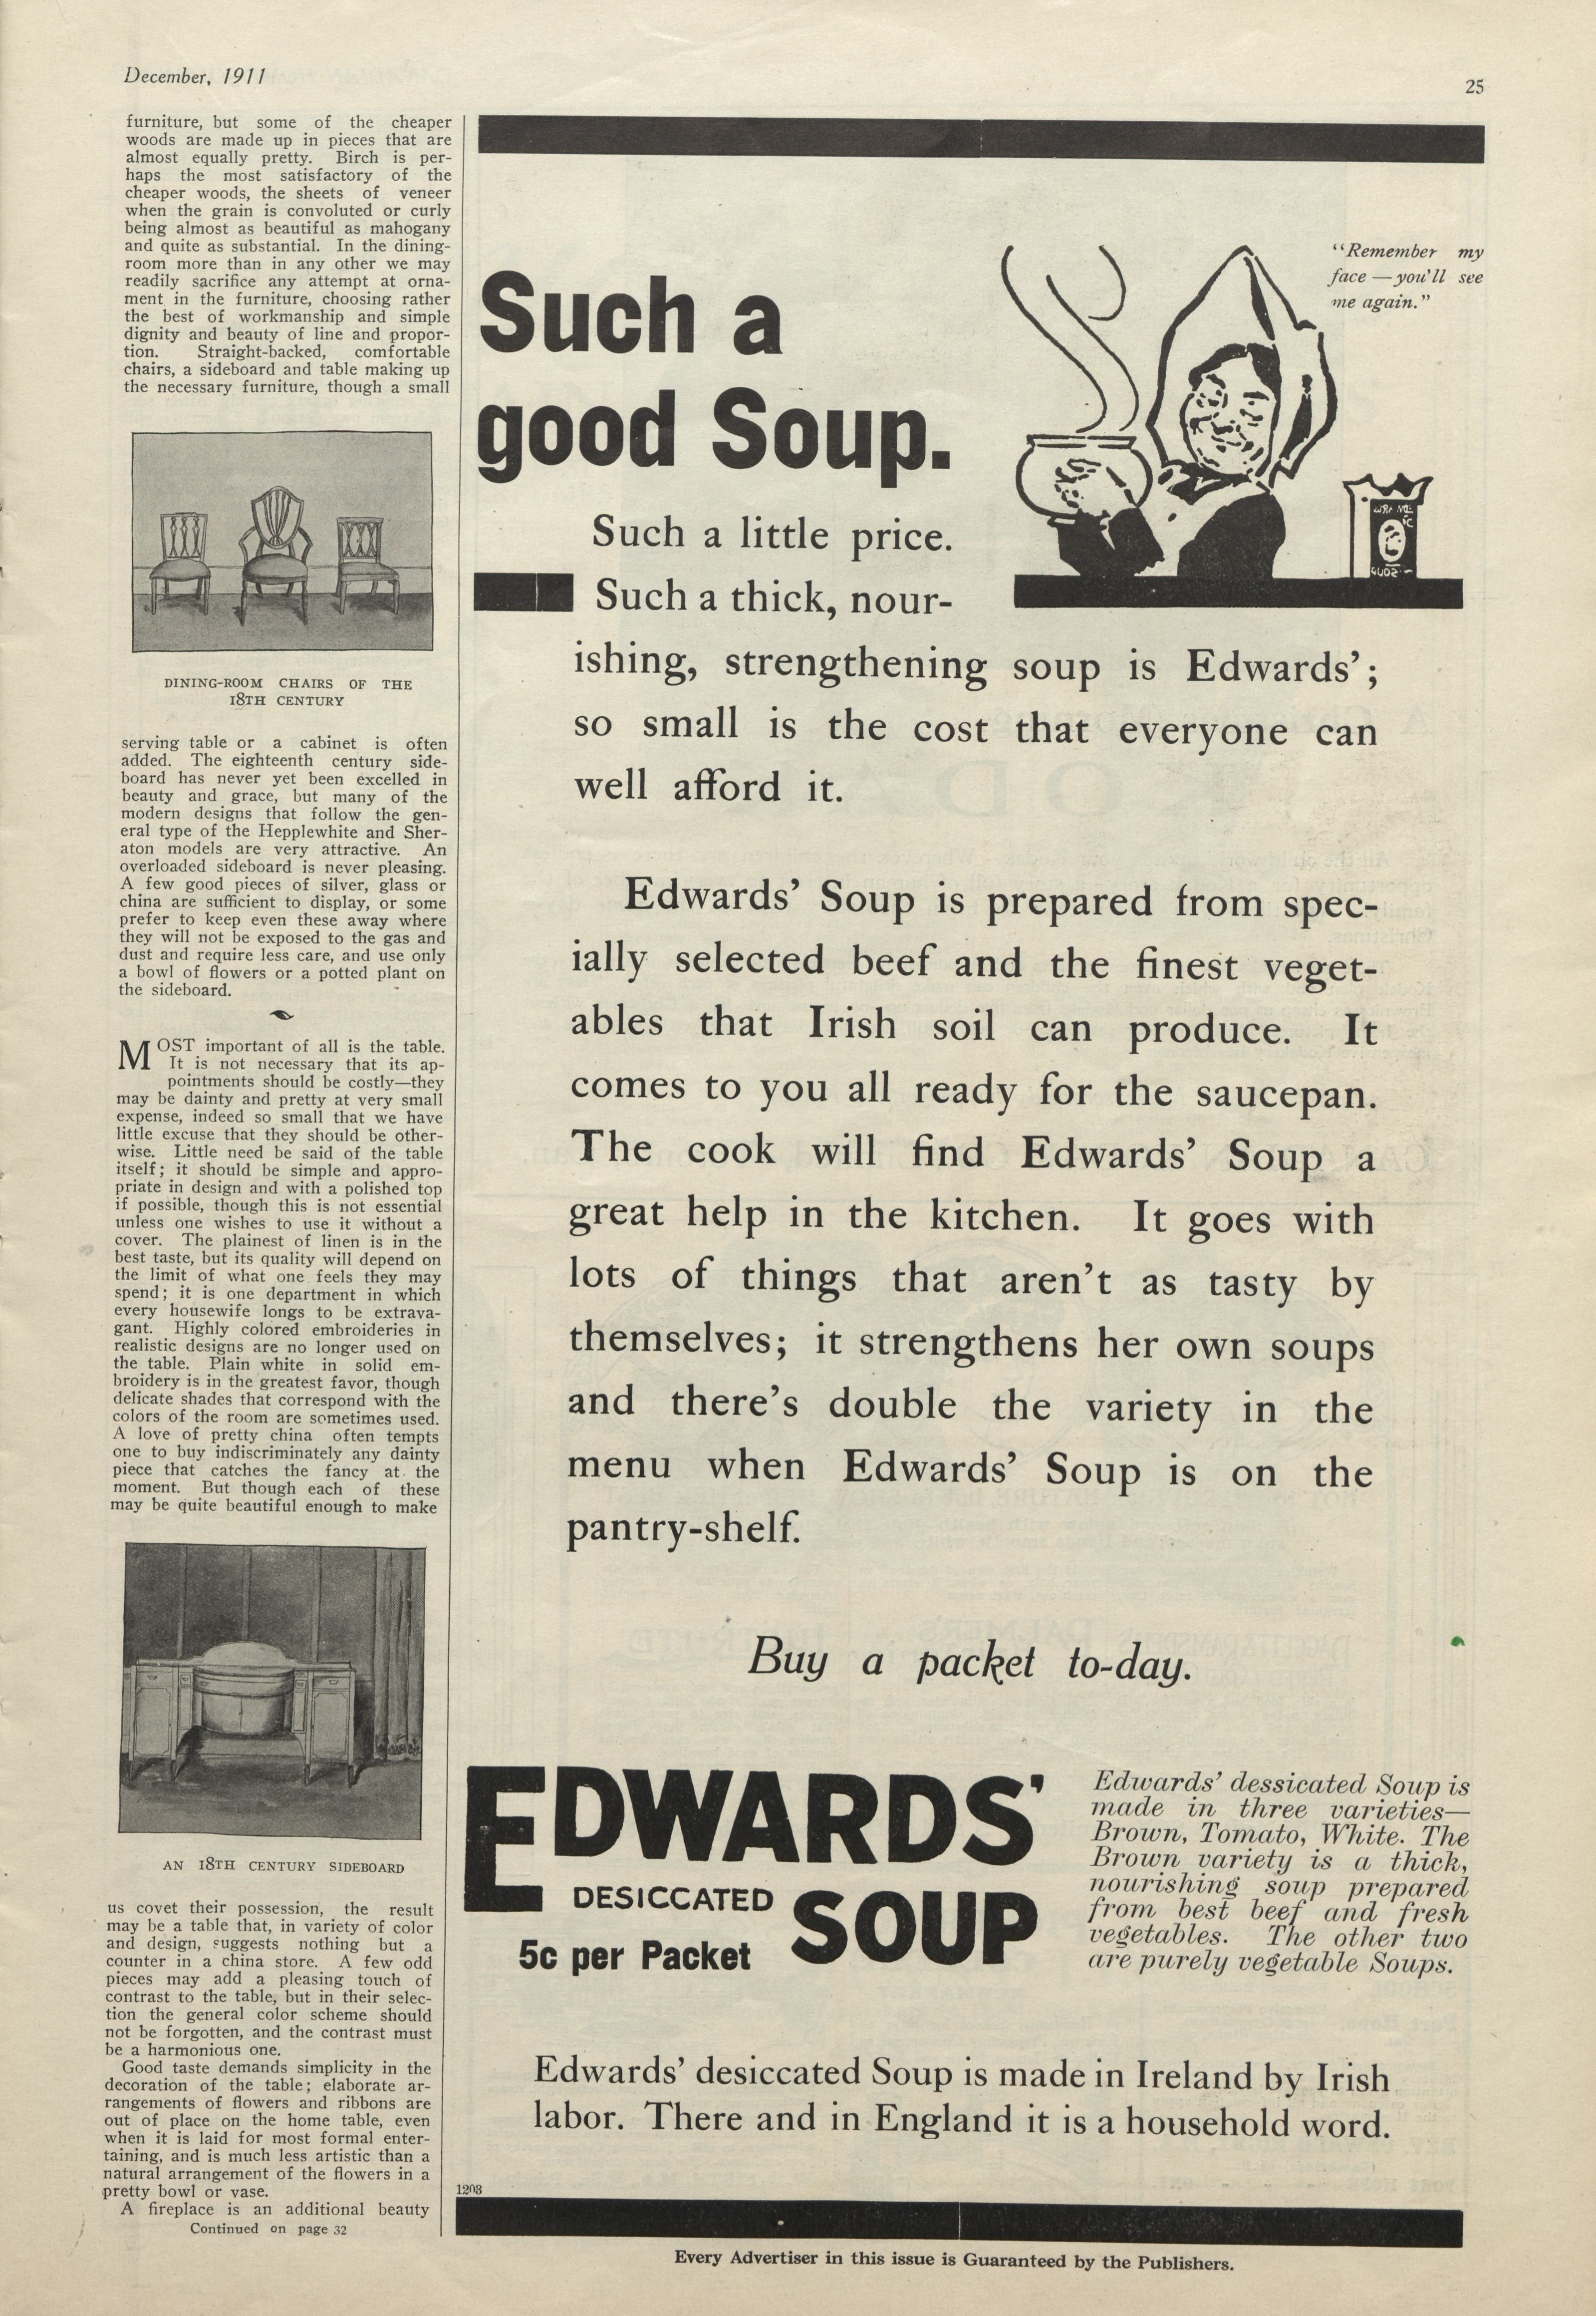 December, 1911
25
furniture, but some of the cheaper
woods are made up in pieces that are
almost equally pretty. Birch is per-
haps the most satisfactory of the
cheaper woods, the sheets of veneer
when the grain is convoluted or curly
being almost as beautiful as mahogany
and quite as substantial. In the dining-
room more than in any other we may
readily sacrifice any attempt at orna-
ment in the furniture, choosing rather
the best of workmanship and simple
dignity and beauty of line and propor-
tion. Straight-backed, comfortable
chairs, a sideboard and table making up
the necessary furniture, though a small
DINING-ROOM CHAIRS OF THE
18TH CENTURY
serving table or a cabinet is often
added. The eighteenth century side-
board has never yet been excelled in
beauty and grace, but many of the
modern designs that follow the gen-
eral type of the Hepplewhite and Sher-
aton models are very attractive. An
overloaded sideboard is never pleasing.
A few good pieces of silver, glass or
china are sufficient to display, or some
prefer to keep even these away where
they will not be exposed to the gas and
dust and require less care, and use only
a bowl of flowers or a potted plant on
the sideboard.
MOST important of all is the table.
It is not necessary that its ap-
pointments should be costly—they
may be dainty and pretty at very small
expense, indeed so small that we have
little excuse that they should be other-
wise. Little need be said of the table
itself; it should be simple and appro-
priate in design and with a polished top
if possible, though this is not essential
unless one wishes to use it without a
cover. The plainest of linen is in the
best taste, but its quality will depend on
the limit of what one feels they may
spend; it is one department in which
every housewife longs to be extrava-
gant. Highly colored embroideries in
realistic designs are no longer used on
the table. Plain white in solid em-
broidery is in the greatest favor, though
delicate shades that correspond with the
colors of the room are sometimes used.
A love of pretty china often tempts
one to buy indiscriminately any dainty
piece that catches the fancy at the
moment. But though each of these
may be quite beautiful enough to make
AN 18TH CENTURY SIDEBOARD
us covet their possession, the result
may be a table that, in variety of color
and design, suggests nothing but a
counter in a china store. A few odd
pieces may add a pleasing touch of
contrast to the table, but in their selec-
tion the general color scheme should
not be forgotten, and the contrast must
be a harmonious one.
Good taste demands simplicity in the
decoration of the table; elaborate ar-
rangements of flowers and ribbons are
out of place on the home table, even
when it is laid for most formal enter-
taining, and is much less artistic than a
natural arrangement of the flowers in a
pretty bowl or vase.
A fireplace is an additional beauty
Continued on page 32
Such a
good Soup.
"Remember my
face—you'll see
me again."
Such a little price.
Such a thick, nour-
ishing, strengthening soup is Edwards';
so small is the cost that everyone can
well afford it.
Edwards' Soup is prepared from spec-
ially selected beef and the finest veget-
ables that Irish soil can produce. It
comes to you all ready for the saucepan.
The cook will find Edwards' Soup a
great help in the kitchen. It goes with
lots of things that aren't as tasty by
themselves; it strengthens her own soups
and there's double the variety in the
menu when Edwards' Soup is on the
pantry-shelf.
Buy a packet to-day.
EDWARDS'
DESICCATED SOUP
5c per Packet
Edwards' dessicated Soup is
made in three varieties—
Brown, Tomato, White. The
Brown variety is a thick,
nourishing soup prepared
from best beef and fresh
vegetables. The other two
are purely vegetable Soups.
Edwards' desiccated Soup is made in Ireland by Irish
labor. There and in England it is a household word.
1203
Every Advertiser in this issue is Guaranteed by the Publishers.